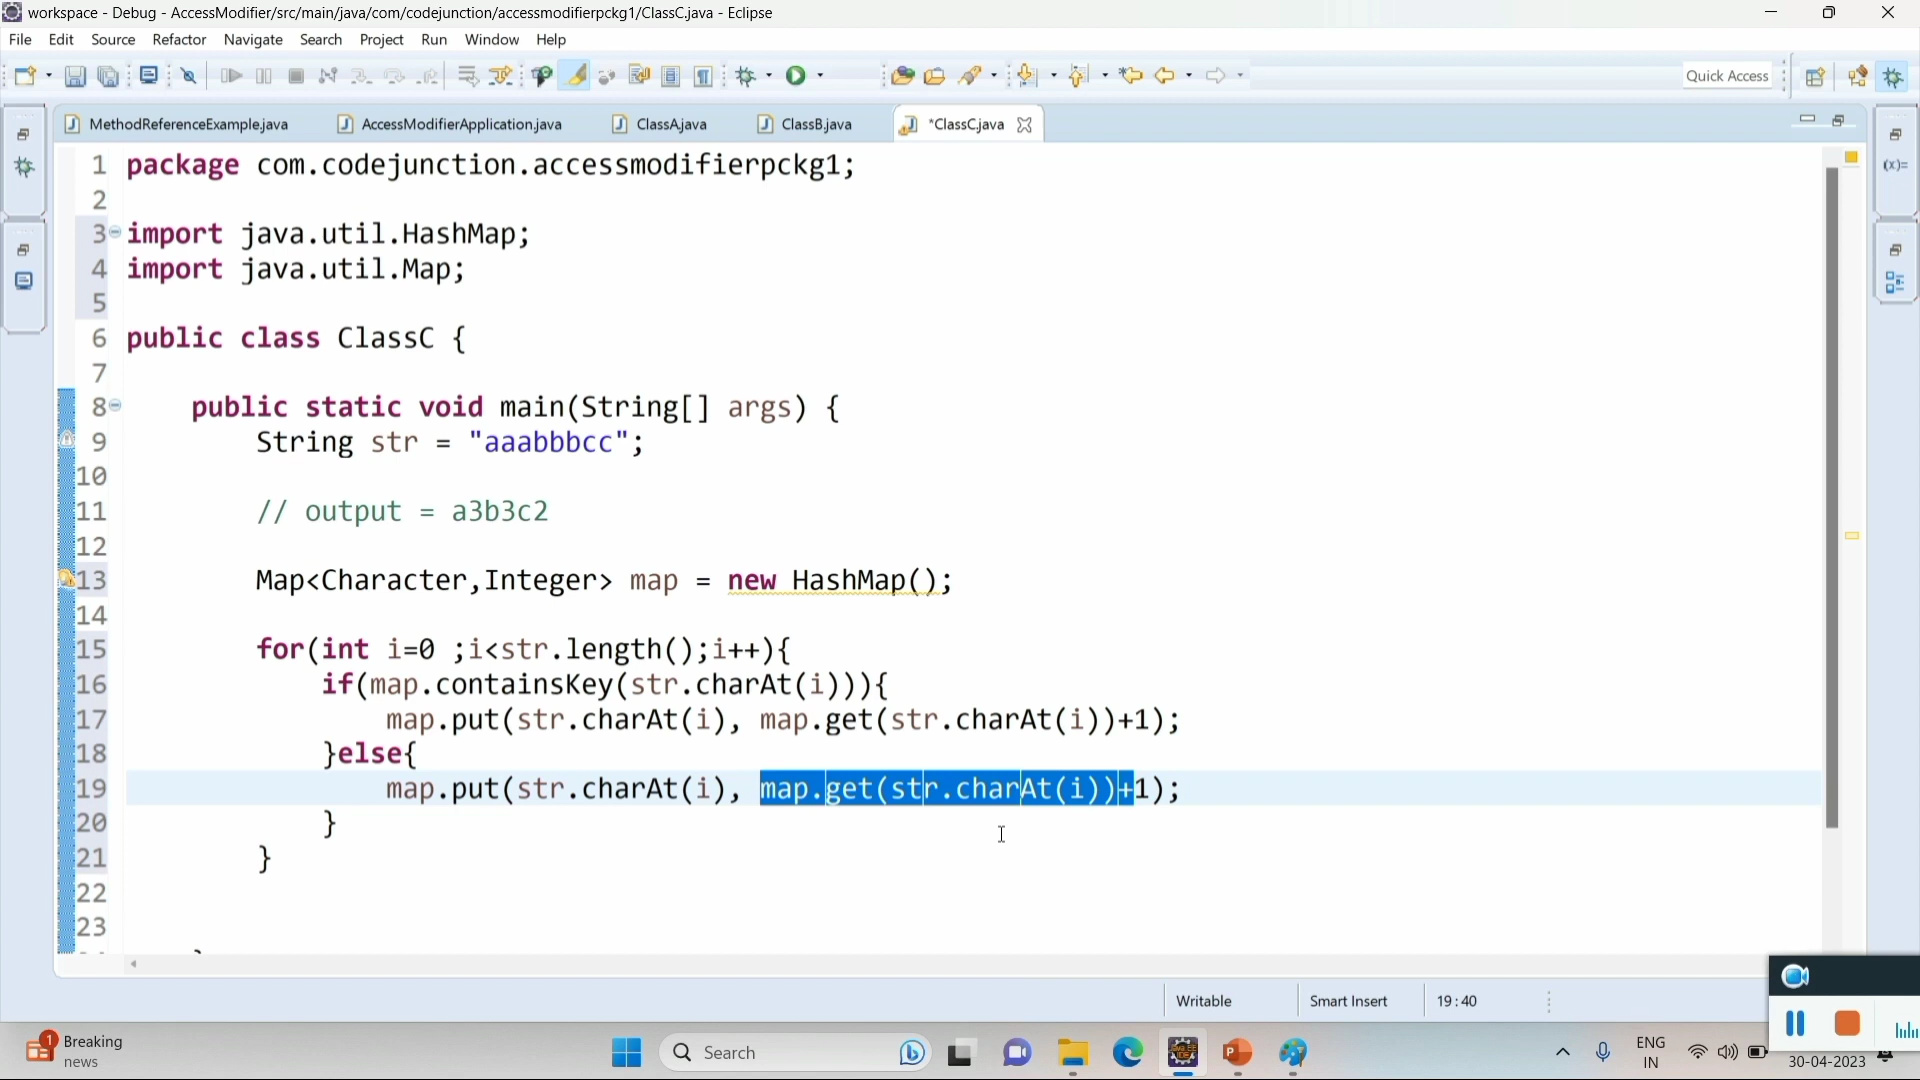 workspace - Debug - AccessModifier/src/main/java/com/codejunction/accessmodifierpckg1/ClassC.java - Eclipse
File Edit Source Refactor Navigate Search Project Run Window Help
Quick Access
MethodReferenceExample.java AccessModifierApplication.java ClassA.java ClassB.java *ClassC.java
1 package com.codejunction.accessmodifierpckg1;
2
3 import java.util.HashMap;
4 import java.util.Map;
5
6 public class ClassC {
7
8 public static void main(String[] args) {
9 String str = "aaabbbcc";
10
11 // output = a3b3c2
12
13 Map<Character,Integer> map = new HashMap();
14
15 for(int i=0 ;i<str.length();i++){
16 if(map.containsKey(str.charAt(i))){
17 map.put(str.charAt(i), map.get(str.charAt(i))+1);
18 }else{
19 map.put(str.charAt(i), map.get(str.charAt(i))+1);
20 }
21 }
22
23
Writable Smart Insert 19 : 40
1 Breaking
news
Search
ENG
IN
30-04-2023